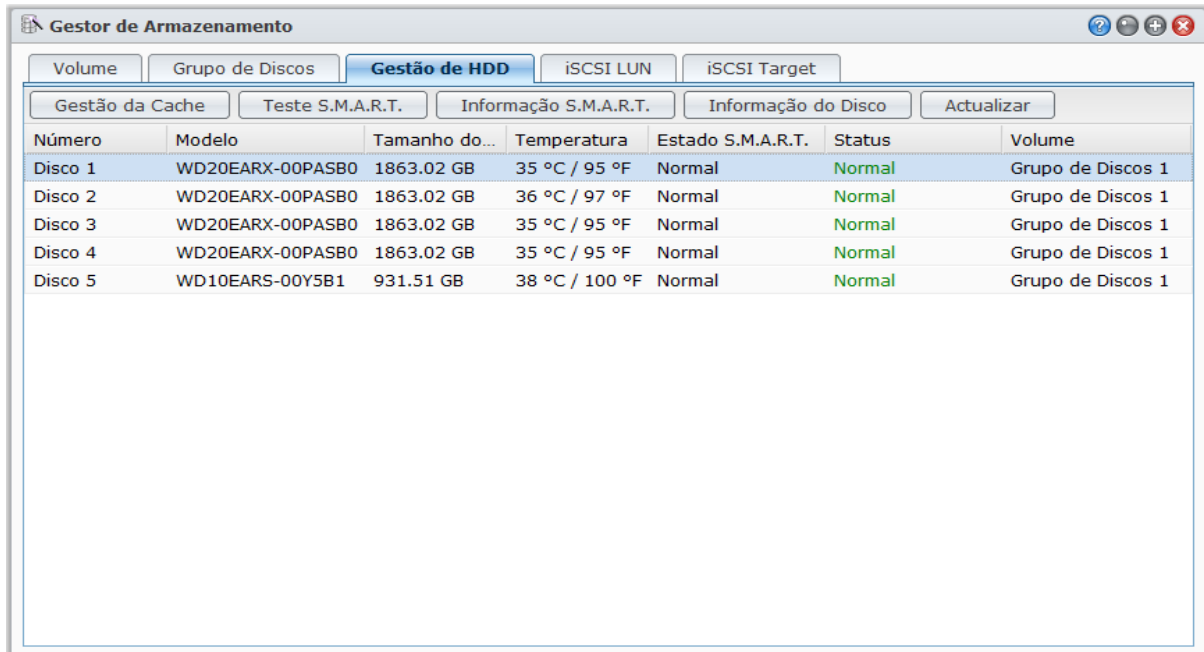 Gestor de Armazenamento
Volume Grupo de Discos Gestão de HDD iSCSI LUN iSCSI Target
Gestão da Cache Teste S.M.A.R.T. Informação S.M.A.R.T. Informação do Disco Actualizar
Número Modelo Tamanho do... Temperatura Estado S.M.A.R.T. Status Volume
Disco 1 WD20EARX-00PASB0 1863.02 GB 35 °C / 95 °F Normal Normal Grupo de Discos 1
Disco 2 WD20EARX-00PASB0 1863.02 GB 36 °C / 97 °F Normal Normal Grupo de Discos 1
Disco 3 WD20EARX-00PASB0 1863.02 GB 35 °C / 95 °F Normal Normal Grupo de Discos 1
Disco 4 WD20EARX-00PASB0 1863.02 GB 35 °C / 95 °F Normal Normal Grupo de Discos 1
Disco 5 WD10EARS-00Y5B1 931.51 GB 38 °C / 100 °F Normal Normal Grupo de Discos 1